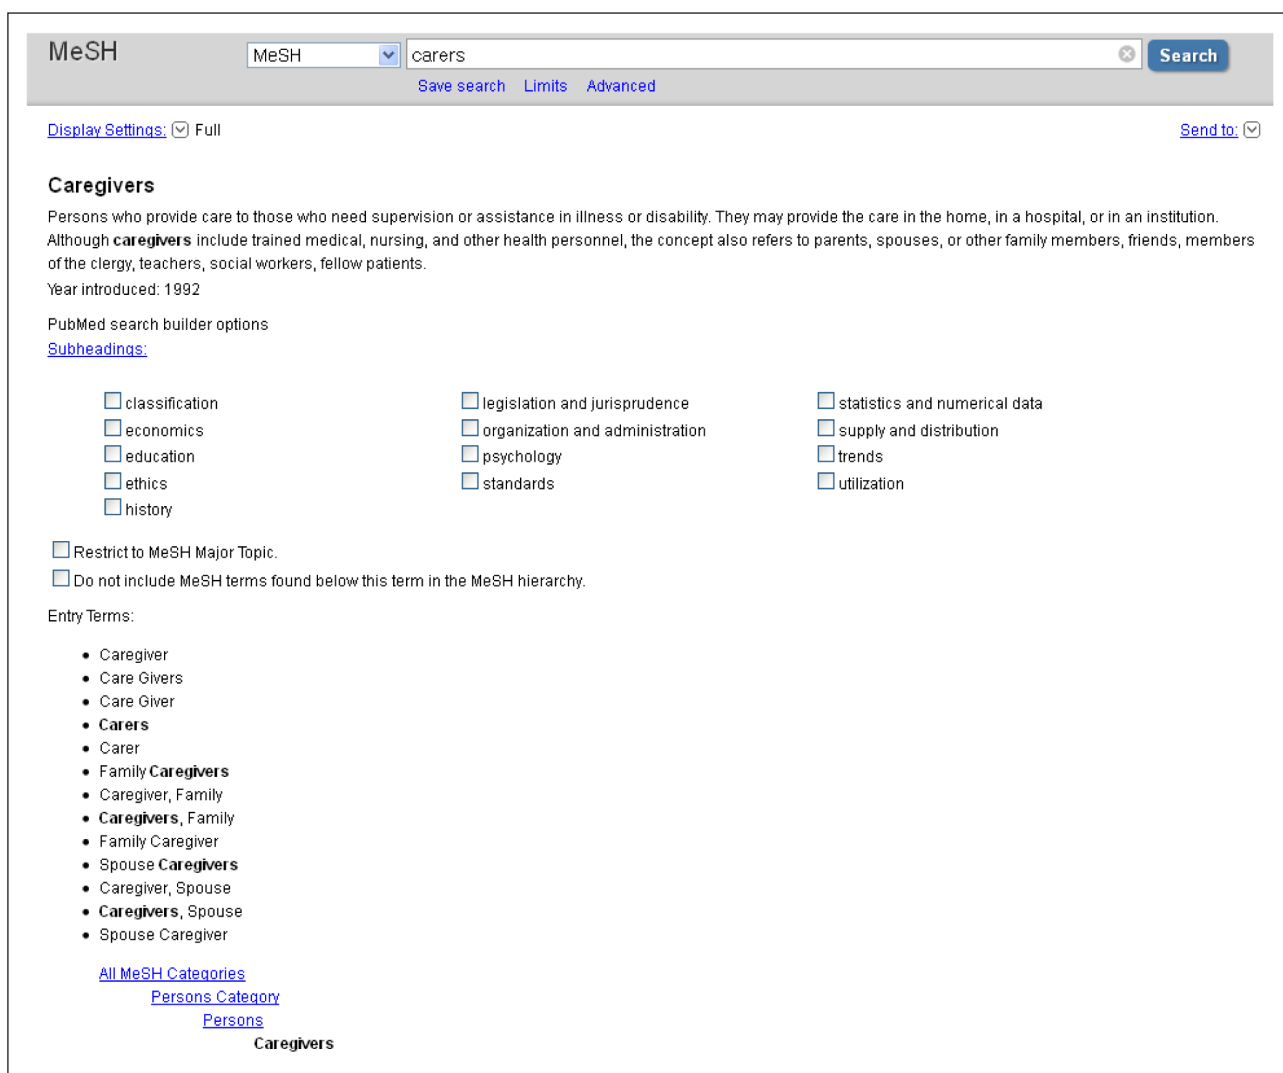 MeSH
MeSH carers Search
Save search Limits Advanced
Display Settings: Full Send to:
Caregivers
Persons who provide care to those who need supervision or assistance in illness or disability. They may provide the care in the home, in a hospital, or in an institution.
Although caregivers include trained medical, nursing, and other health personnel, the concept also refers to parents, spouses, or other family members, friends, members
of the clergy, teachers, social workers, fellow patients.
Year introduced: 1992
PubMed search builder options
Subheadings:
classification legislation and jurisprudence statistics and numerical data
economics organization and administration supply and distribution
education psychology trends
ethics standards utilization
history
Restrict to MeSH Major Topic.
Do not include MeSH terms found below this term in the MeSH hierarchy.
Entry Terms:
• Caregiver
• Care Givers
• Care Giver
• Carers
• Carer
• Family Caregivers
• Caregiver, Family
• Caregivers, Family
• Family Caregiver
• Spouse Caregivers
• Caregiver, Spouse
• Caregivers, Spouse
• Spouse Caregiver
All MeSH Categories
Persons Category
Persons
Caregivers